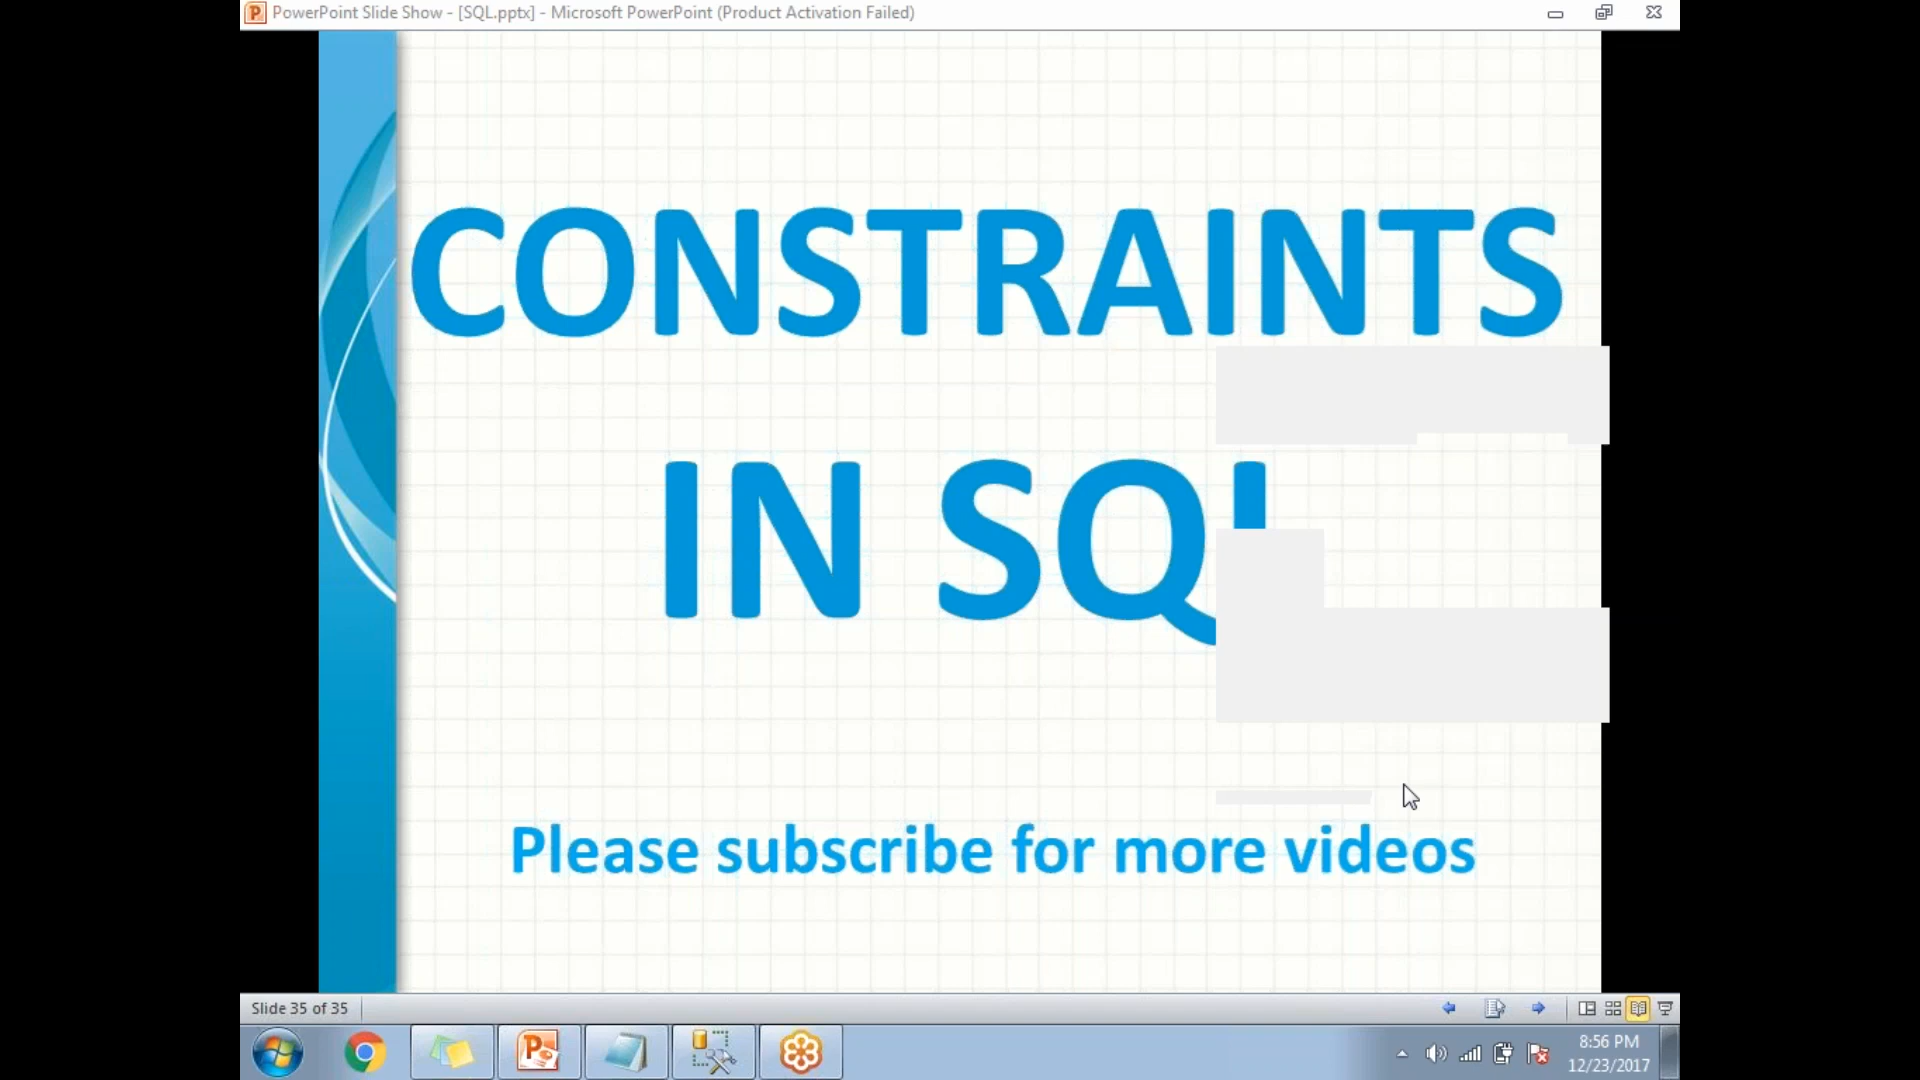 PowerPoint Slide Show - [SQL.pptx] - Microsoft PowerPoint (Product Activation Failed)
CONSTRAINTS
IN SQL
Please subscribe for more videos
Slide 35 of 35
8:56 PM
12/23/2017